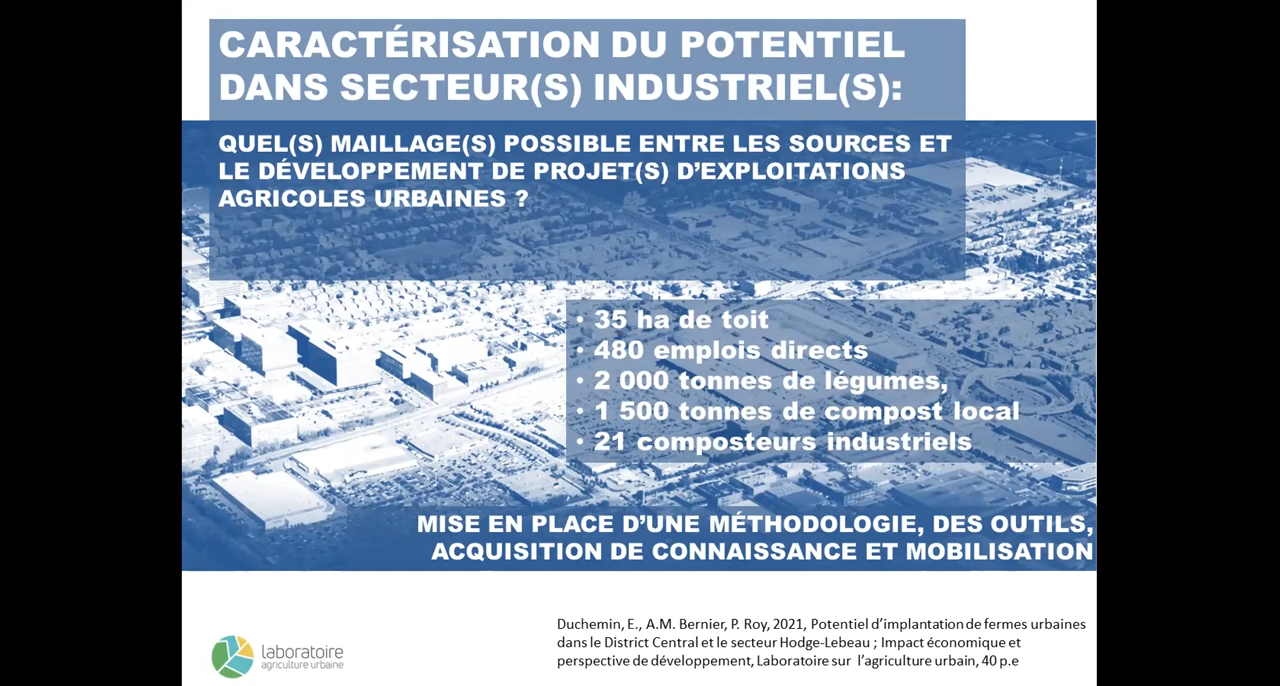 CARACTÉRISATION DU POTENTIEL
DANS SECTEUR(S) INDUSTRIEL(S):
QUEL(S) MAILLAGE(S) POSSIBLE ENTRE LES SOURCES ET
LE DÉVELOPPEMENT DE PROJET(S) D’EXPLOITATIONS
AGRICOLES URBAINES ?
• 35 ha de toit
• 480 emplois directs
• 2 000 tonnes de légumes,
• 1 500 tonnes de compost local
• 21 composteurs industriels
MISE EN PLACE D’UNE MÉTHODOLOGIE, DES OUTILS,
ACQUISITION DE CONNAISSANCE ET MOBILISATION
Duchemin, E., A.M. Bernier, P. Roy, 2021, Potentiel d’implantation de fermes urbaines
dans le District Central et le secteur Hodge-Lebeau ; Impact économique et
perspective de développement, Laboratoire sur l’agriculture urbain, 40 p.e
laboratoire
agriculture urbaine